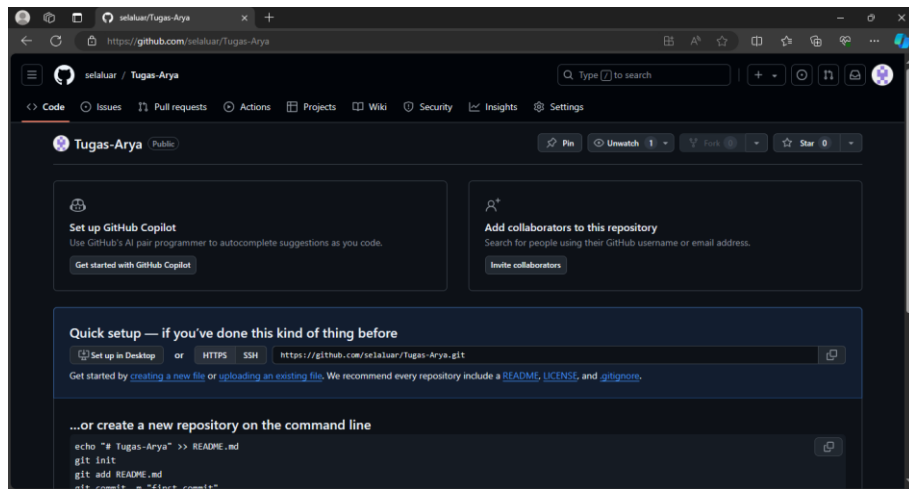 selaluar/Tugas-Arya
https://github.com/selaluar/Tugas-Arya
selaluar / Tugas-Arya
Type / to search
Code Issues Pull requests Actions Projects Wiki Security Insights Settings
Tugas-Arya Public
Pin Unwatch 1 Fork 0 Star 0
Set up GitHub Copilot
Use GitHub's AI pair programmer to autocomplete suggestions as you code.
Get started with GitHub Copilot
Add collaborators to this repository
Search for people using their GitHub username or email address.
Invite collaborators
Quick setup — if you've done this kind of thing before
Set up in Desktop or HTTPS SSH https://github.com/selaluar/Tugas-Arya.git
Get started by creating a new file or uploading an existing file. We recommend every repository include a README, LICENSE, and .gitignore.
...or create a new repository on the command line
echo "# Tugas-Arya" >> README.md
git init
git add README.md
git commit -m "first commit"